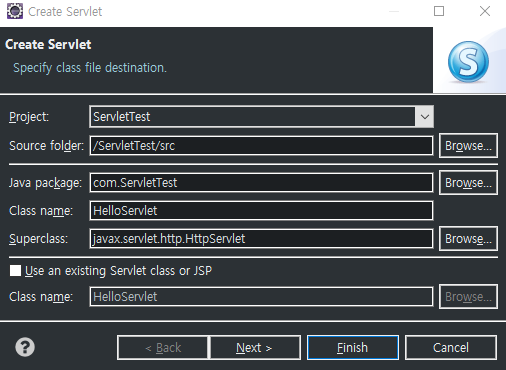 Create Servlet
Create Servlet
Specify class file destination.
S
Project: ServletTest
Source folder: /ServletTest/src Browse...
Java package: com.ServletTest Browse...
Class name: HelloServlet
Superclass: javax.servlet.http.HttpServlet Browse...
Use an existing Servlet class or JSP
Class name: HelloServlet Browse...
? < Back Next > Finish Cancel